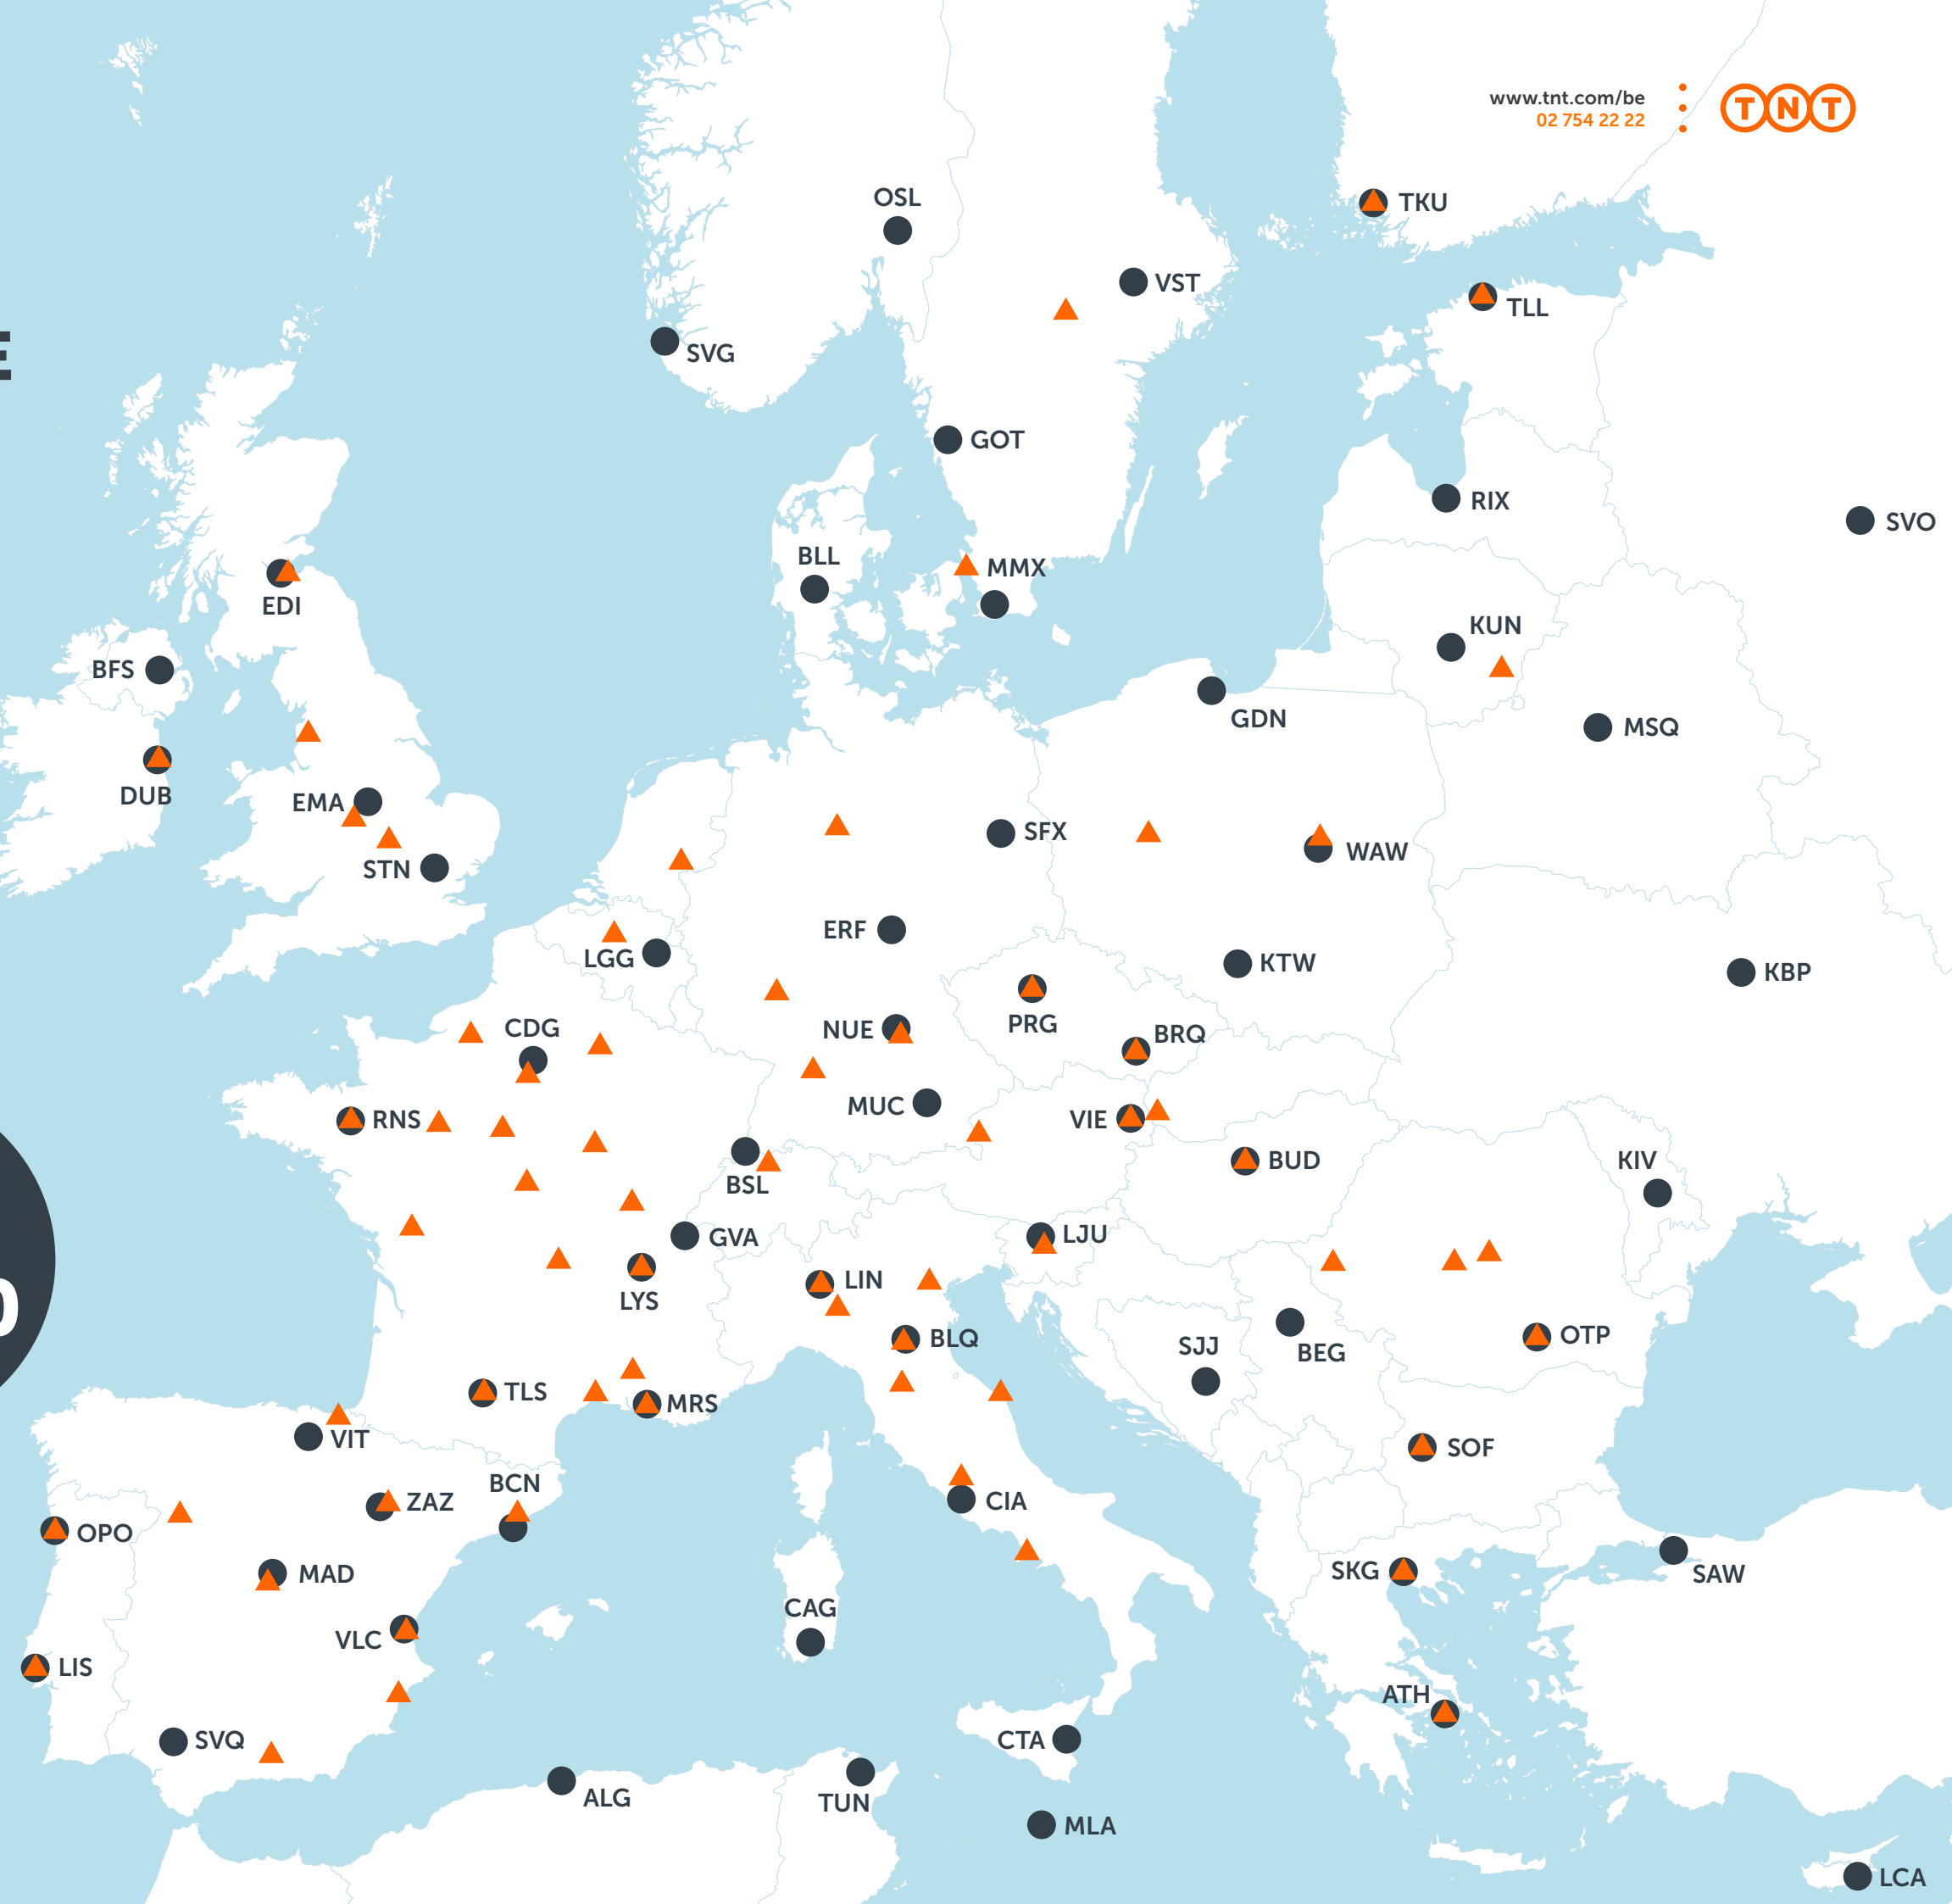 www.tnt.com/be
02 754 22 22
TNT
OSL
TKU
VST
TLL
SVG
E
GOT
RIX
SVO
BLL
MMX
EDI
KUN
BFS
GDN
MSQ
DUB
EMA
SFX
WAW
STN
ERF
LGG
KTW
KBP
CDG
NUE
PRG
BRQ
MUC
RNS
VIE
BUD
KIV
BSL
GVA
LJU
LIN
LYS
0
BLQ
OTP
SJJ
BEG
TLS
MRS
VIT
SOF
BCN
ZAZ
CIA
OPO
SKG
SAW
MAD
CAG
VLC
LIS
ATH
SVQ
CTA
ALG
TUN
MLA
LCA